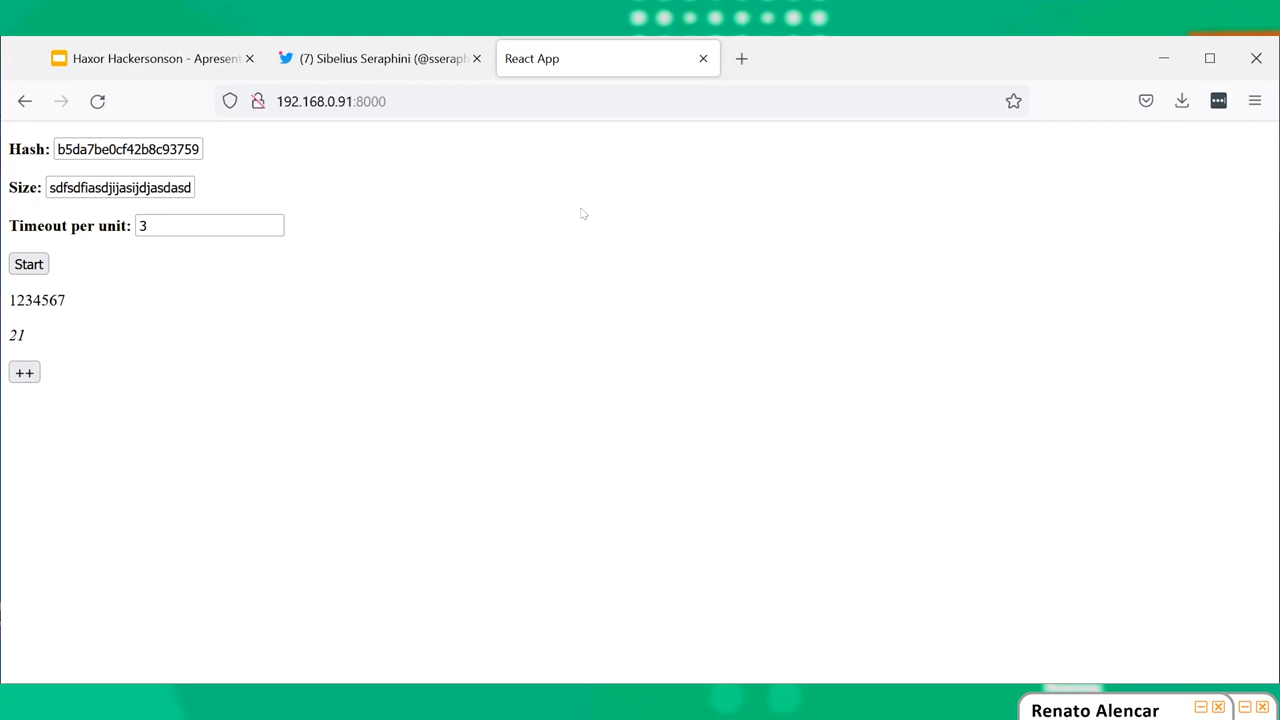 Haxor Hackersonson - Apresent
(7) Sibelius Seraphini (@sseraph
React App
192.168.0.91:8000
Hash: b5da7be0cf42b8c93759
Size: sdfsdfiasdjijasijdjasdasd
Timeout per unit: 3
Start
1234567
21
++
Renato Alencar